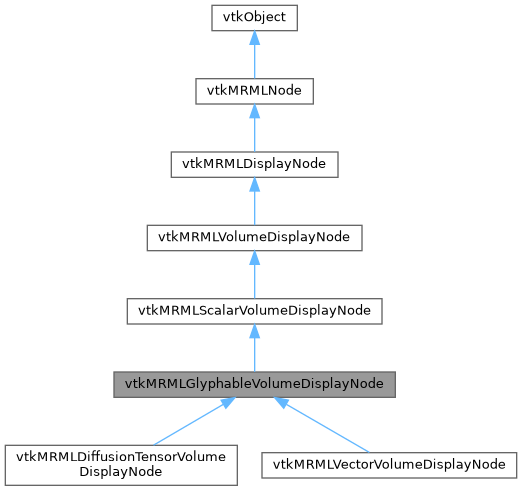 vtkObject
vtkMRMLNode
vtkMRMLDisplayNode
vtkMRMLVolumeDisplayNode
vtkMRMLScalarVolumeDisplayNode
vtkMRMLGlyphableVolumeDisplayNode
vtkMRMLDiffusionTensorVolume
DisplayNode
vtkMRMLVectorVolumeDisplayNode